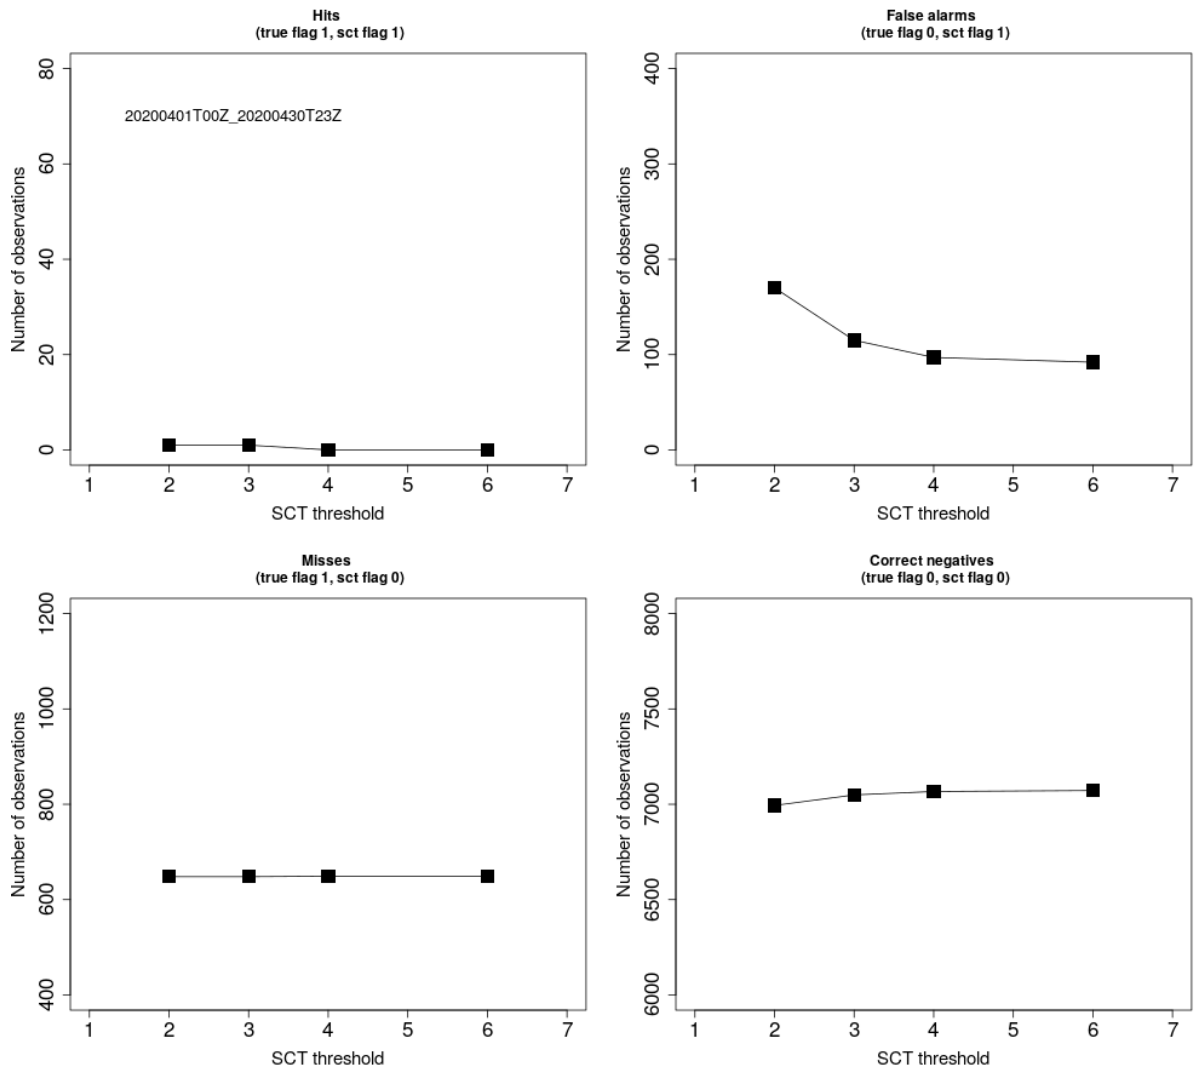 Hits
(true flag 1, sct flag 1)
Number of observations
80
60
40
20
0
20200401T00Z_20200430T23Z
1 2 3 4 5 6 7
SCT threshold
False alarms
(true flag 0, sct flag 1)
Number of observations
400
300
200
100
0
1 2 3 4 5 6 7
SCT threshold
Misses
(true flag 1, sct flag 0)
Number of observations
1200
1000
800
600
400
1 2 3 4 5 6 7
SCT threshold
Correct negatives
(true flag 0, sct flag 0)
Number of observations
8000
7500
7000
6500
6000
1 2 3 4 5 6 7
SCT threshold